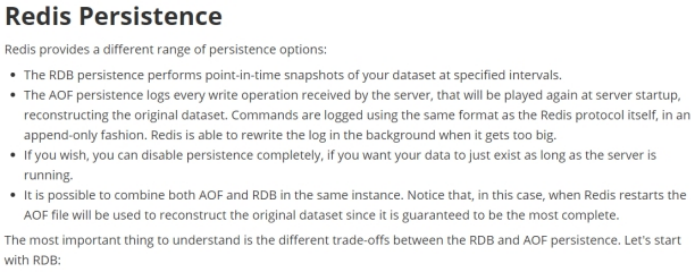 Redis Persistence
Redis provides a different range of persistence options:
• The RDB persistence performs point-in-time snapshots of your dataset at specified intervals.
• The AOF persistence logs every write operation received by the server, that will be played again at server startup,
reconstructing the original dataset. Commands are logged using the same format as the Redis protocol itself, in an
append-only fashion. Redis is able to rewrite the log in the background when it gets too big.
• If you wish, you can disable persistence completely, if you want your data to just exist as long as the server is
running.
• It is possible to combine both AOF and RDB in the same instance. Notice that, in this case, when Redis restarts the
AOF file will be used to reconstruct the original dataset since it is guaranteed to be the most complete.
The most important thing to understand is the different trade-offs between the RDB and AOF persistence. Let's start
with RDB: